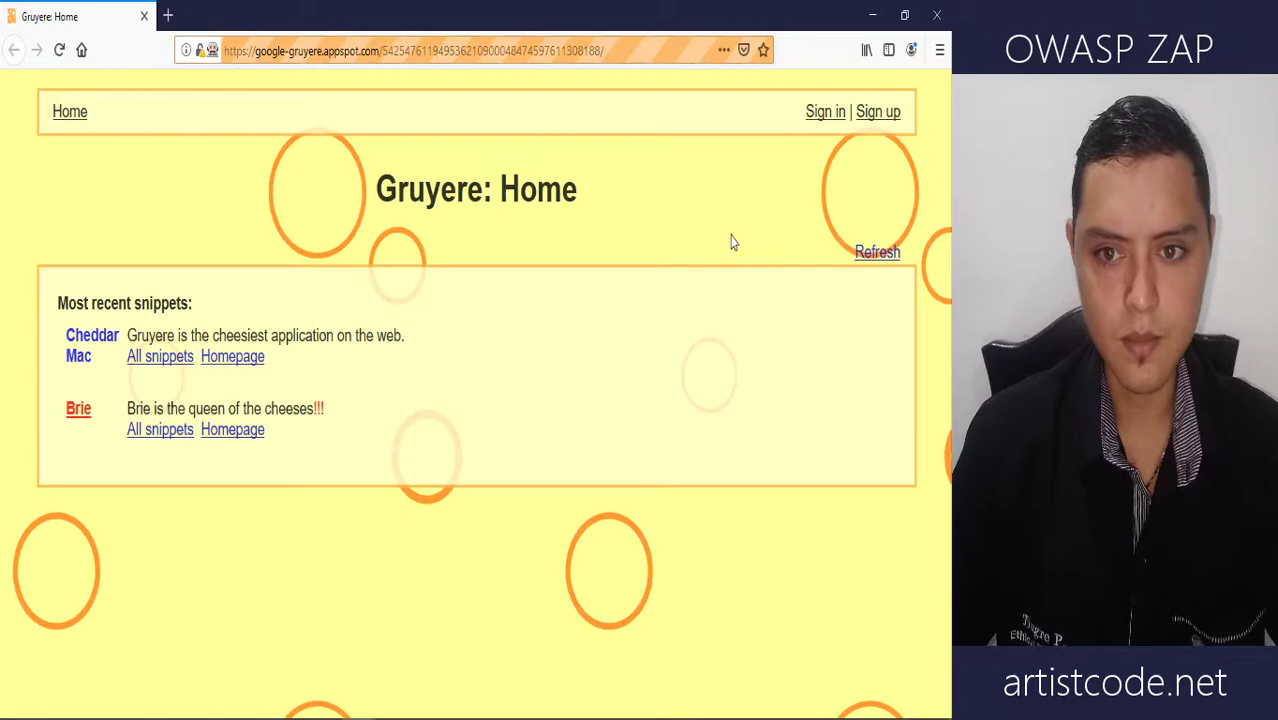 Gruyere: Home
https://google-gruyere.appspot.com/542547611949536210900048474597611308188/
OWASP ZAP
Home
Sign in | Sign up
Gruyere: Home
Refresh
Most recent snippets:
Cheddar Mac
Gruyere is the cheesiest application on the web.
All snippets Homepage
Brie
Brie is the queen of the cheeses!!!
All snippets Homepage
artistcode.net